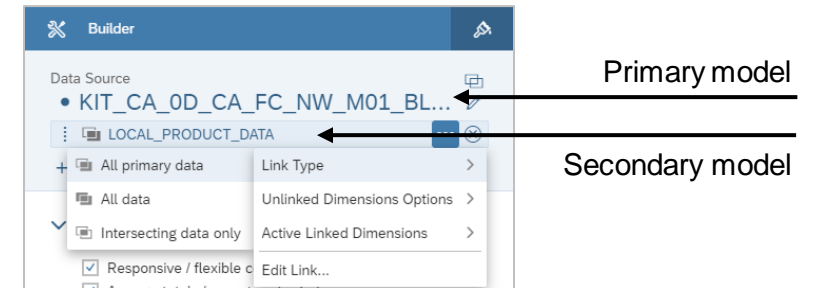 Builder
Data Source
Primary model
• KIT_CA_0D_CA_FC_NW_M01_BL...
LOCAL_PRODUCT_DATA
Secondary model
+ All primary data
Link Type >
All data
Unlinked Dimensions Options >
Intersecting data only
Active Linked Dimensions >
Responsive / flexible c
Edit Link...